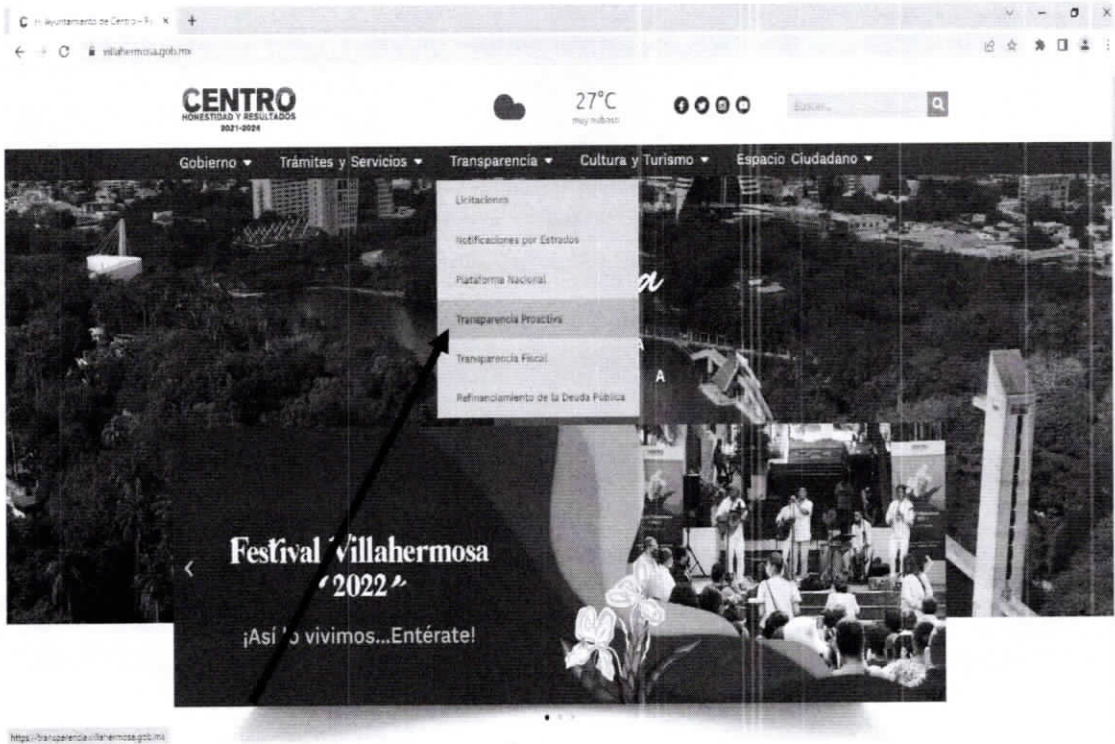 villahermosa.gob.mx
CENTRO
HONESTIDAD Y RESULTADOS
2021-2024
27°C
muy nuboso
Buscar...
Gobierno
Trámites y Servicios
Transparencia
Cultura y Turismo
Espacio Ciudadano
Licitaciones
Notificaciones por Estrados
Plataforma Nacional
Transparencia Proactiva
Transparencia Fiscal
Refinanciamiento de la Deuda Pública
a
A
Festival Villahermosa
2022
¡Así lo vivimos...Entérate!
https://transparencia.villahermosa.gob.mx